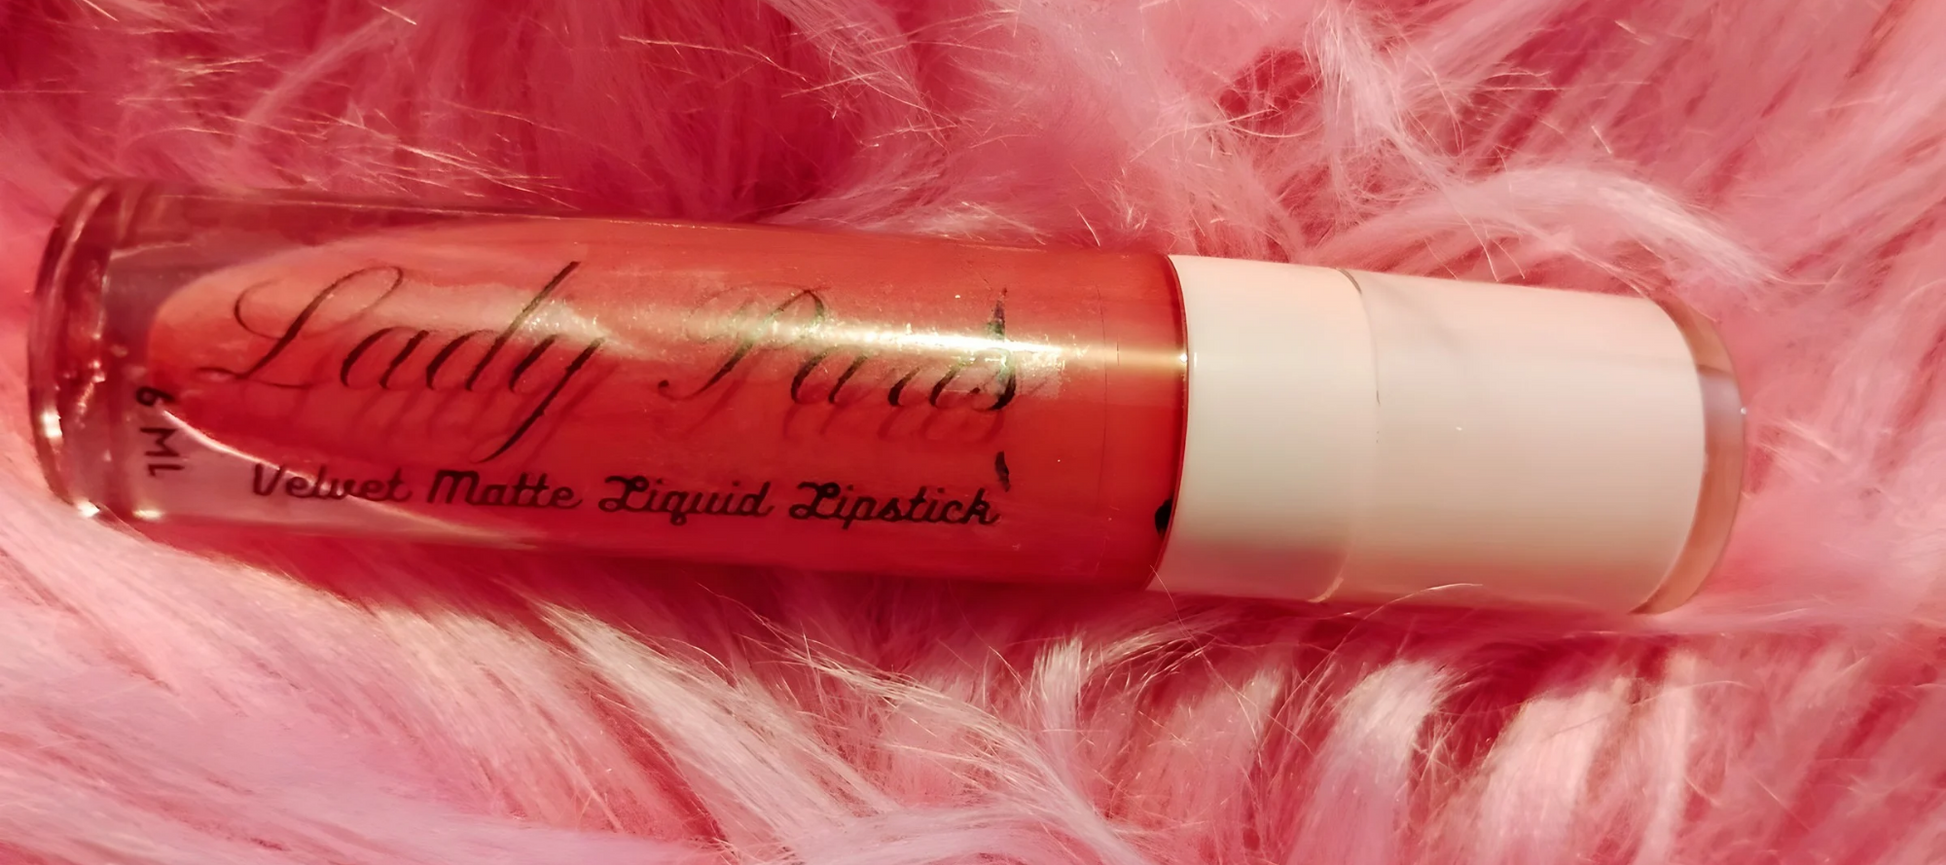 Lady Paris
Velvet Matte Liquid Lipstick
6 ML